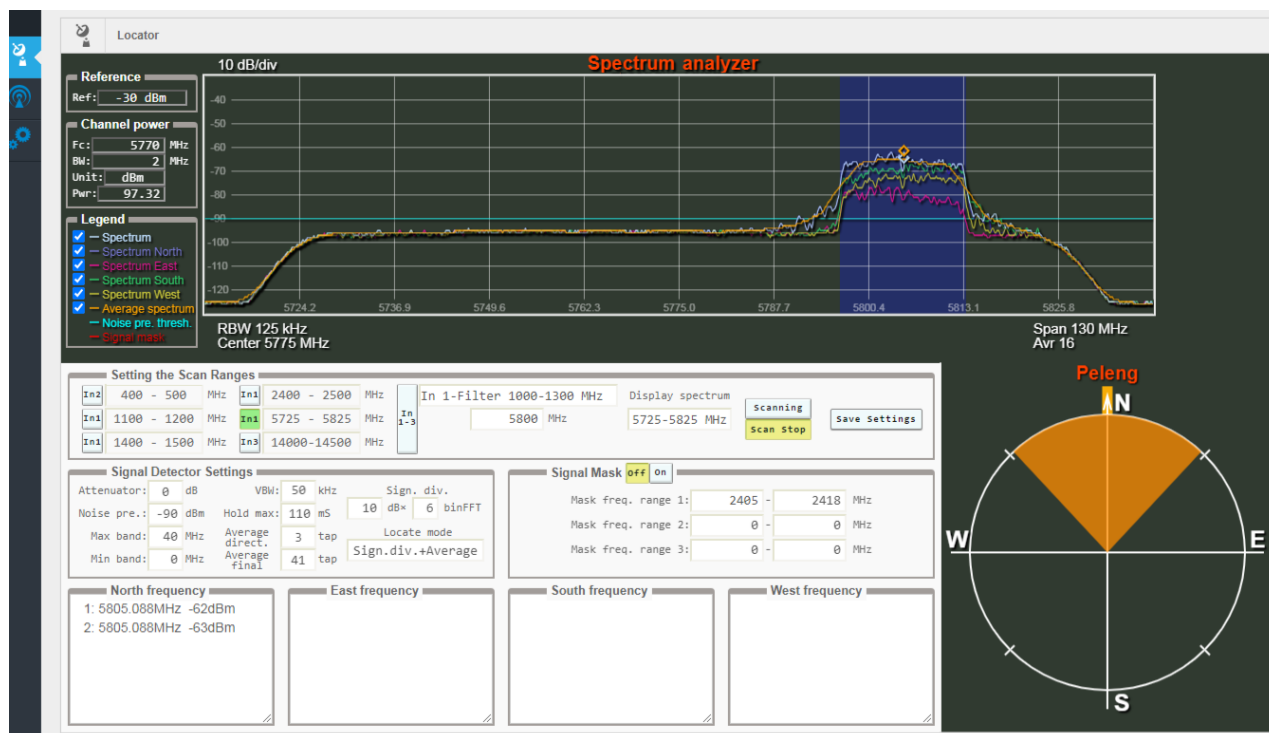 Locator
10 dB/div
Spectrum analyzer
Reference
Ref: -30 dBm
Channel power
Fc: 5770 MHz
BW: 2 MHz
Unit: dBm
Pwr: 97.32
Legend
Spectrum
Spectrum North
Spectrum East
Spectrum South
Spectrum West
Average spectrum
Noise pre. thresh.
Signal mask
-40
-50
-60
-70
-80
-90
-100
-110
-120
5724.2 5736.9 5749.6 5762.3 5775.0 5787.7 5800.4 5813.1 5825.8
RBW 125 kHz
Center 5775 MHz
Span 130 MHz
Avr 16
Setting the Scan Ranges
In2 400 - 500 MHz In1 2400 - 2500 MHz In 1-Filter 1000-1300 MHz Display spectrum
In1 1100 - 1200 MHz In1 5725 - 5825 MHz In 1-3 5800 MHz 5725-5825 MHz Scanning Save Settings
In1 1400 - 1500 MHz In3 14000-14500 MHz Scan Stop
Signal Detector Settings
Attenuator: 0 dB VBW: 50 kHz Sign. div.
Noise pre.: -90 dBm Hold max: 110 mS 10 dB× 6 binFFT
Max band: 40 MHz Average direct. 3 tap Locate mode
Min band: 0 MHz Average final 41 tap Sign.div.+Average
Signal Mask off On
Mask freq. range 1: 2405 - 2418 MHz
Mask freq. range 2: 0 - 0 MHz
Mask freq. range 3: 0 - 0 MHz
North frequency
1: 5805.088MHz -62dBm
2: 5805.088MHz -63dBm
East frequency
South frequency
West frequency
Peleng
N
W
E
S